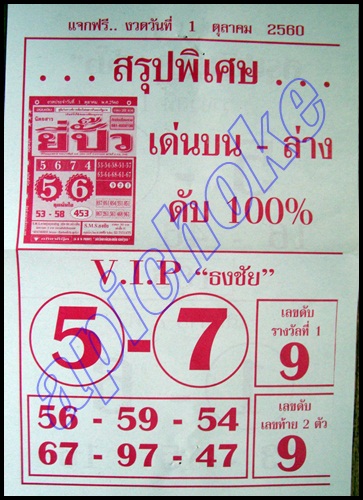 แจกฟรี.. งวดวันที่ 1 ตุลาคม 2560
... สรุปพิเศษ ...
ยี่ปั๊ว
5 6 7 4
5 6
53 - 58 453
เด่นบน - ล่าง
ดับ 100%
V.I.P “ธงชัย”
5 - 7
เลขดับ
รางวัลที่ 1
9
56 - 59 - 54
67 - 97 - 47
เลขดับ
เลขท้าย 2 ตัว
9
apichoke